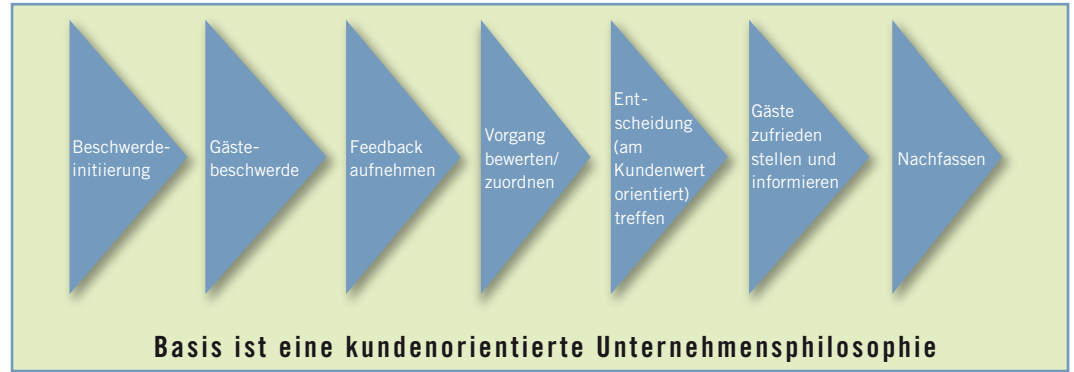 Beschwerde-
initiierung
Gäste-
beschwerde
Feedback
aufnehmen
Vorgang
bewerten/
zuordnen
Ent-
scheidung
(am
Kundenwert
orientiert)
treffen
Gäste
zufrieden
stellen und
informieren
Nachfassen
Basis ist eine kundenorientierte Unternehmensphilosophie